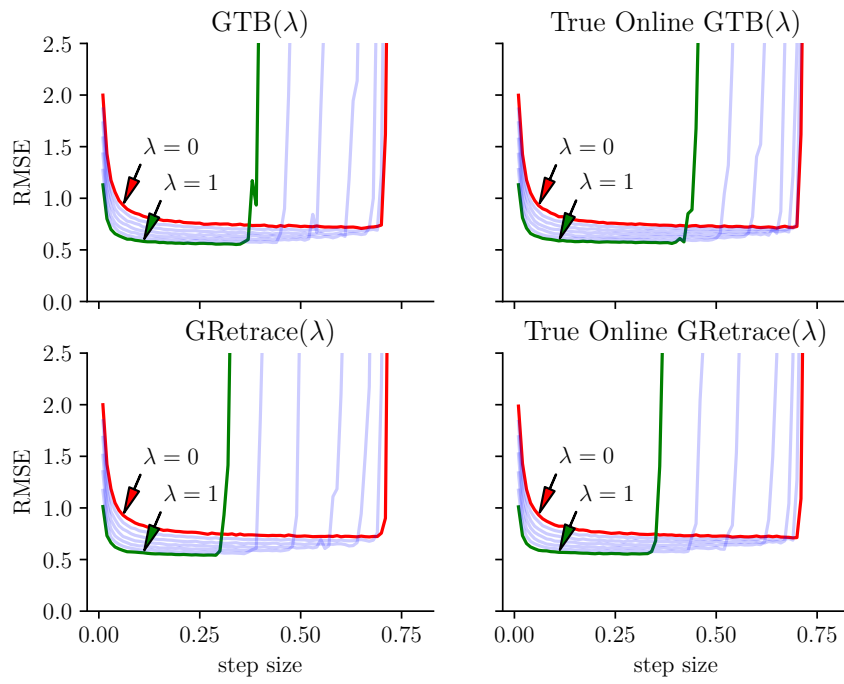 GTB(λ)
True Online GTB(λ)
2.5
2.0
1.5
1.0
0.5
0.0
RMSE
λ = 0
λ = 1
λ = 0
λ = 1
GRetrace(λ)
True Online GRetrace(λ)
2.5
2.0
1.5
1.0
0.5
0.0
RMSE
λ = 0
λ = 1
λ = 0
λ = 1
0.00 0.25 0.50 0.75
0.00 0.25 0.50 0.75
step size
step size